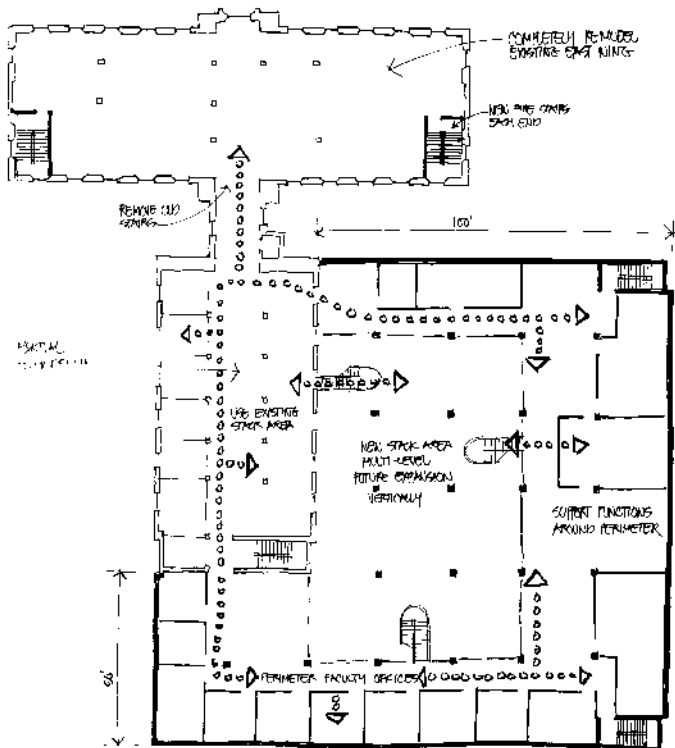 COMPLETELY REMODEL
EXISTING EAST WING
NEW FIRE STAIRS
EACH END
REMOVE OLD
STAIRS
160'
USE EXISTING
STACK AREA
NEW STACK AREA
MULTI-LEVEL
FUTURE EXPANSION
VERTICALLY
SUPPORT FUNCTIONS
AROUND PERIMETER
60'
PERIMETER FACULTY OFFICES